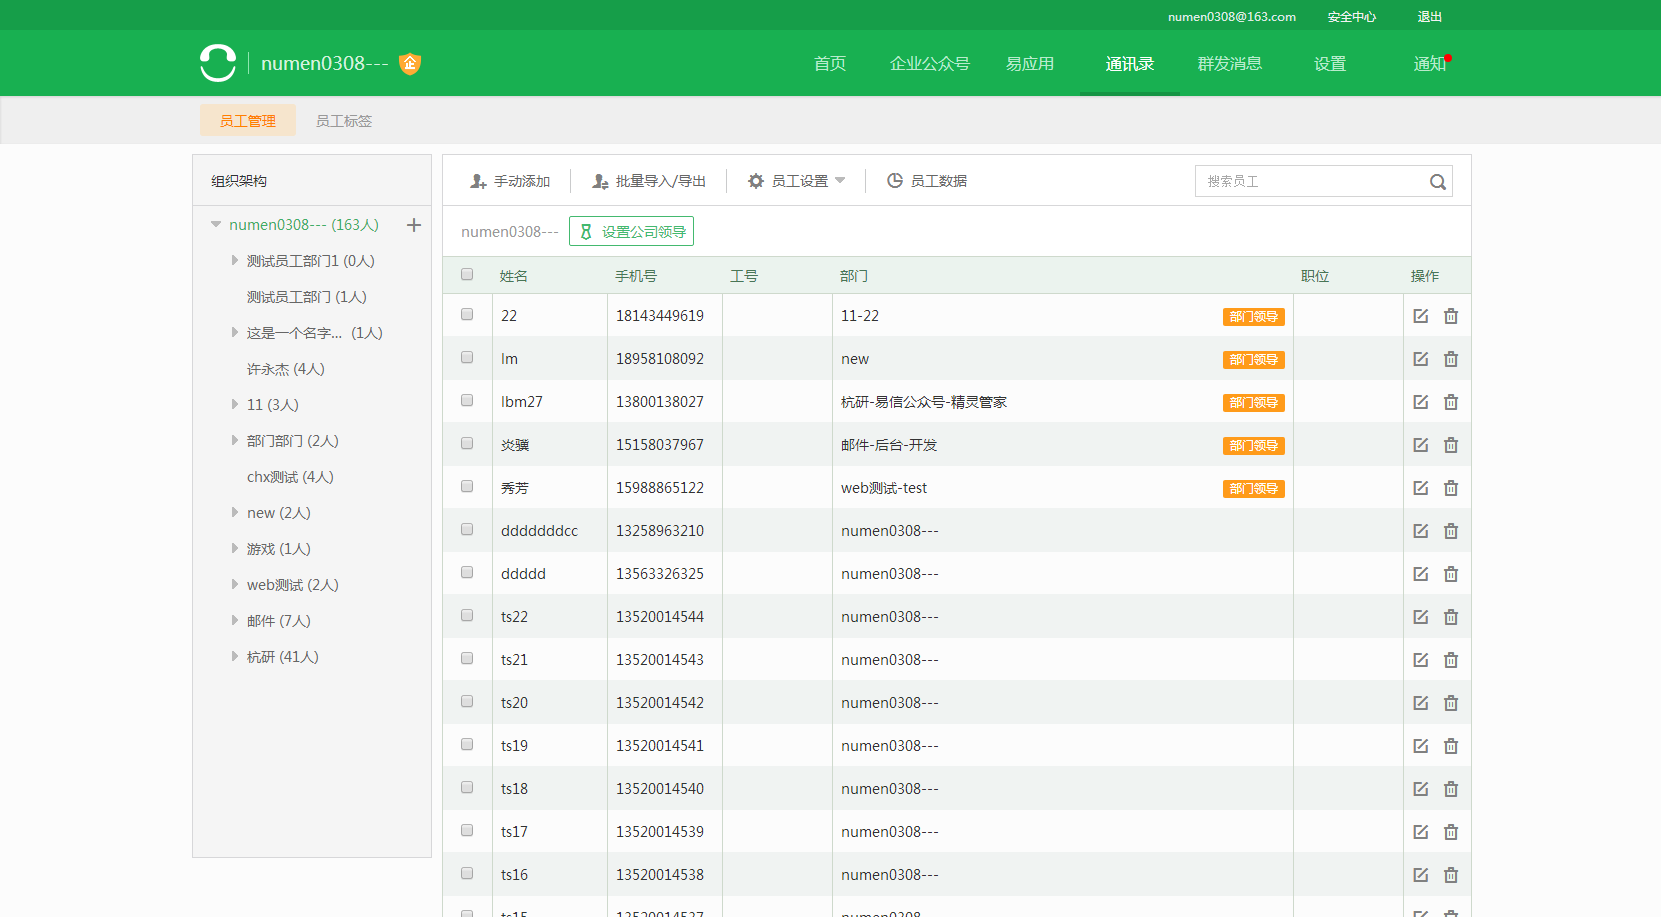 numen0308@163.com 安全中心 退出
numen0308--- 企 首页 企业公众号 易应用 通讯录 群发消息 设置 通知
员工管理 员工标签
组织架构
numen0308--- (163人)
测试员工部门1 (0人)
测试员工部门 (1人)
这是一个名字... (1人)
许永杰 (4人)
11 (3人)
部门部门 (2人)
chx测试 (4人)
new (2人)
游戏 (1人)
web测试 (2人)
邮件 (7人)
杭研 (41人)
手动添加 批量导入/导出 员工设置 员工数据 搜索员工
numen0308--- 设置公司领导
姓名 手机号 工号 部门 职位 操作
22 18143449619 11-22 部门领导
lm 18958108092 new 部门领导
lbm27 13800138027 杭研-易信公众号-精灵管家 部门领导
炎骥 15158037967 邮件-后台-开发 部门领导
秀芳 15988865122 web测试-test 部门领导
dddddddcc 13258963210 numen0308---
ddddd 13563326325 numen0308---
ts22 13520014544 numen0308---
ts21 13520014543 numen0308---
ts20 13520014542 numen0308---
ts19 13520014541 numen0308---
ts18 13520014540 numen0308---
ts17 13520014539 numen0308---
ts16 13520014538 numen0308---
ts15 13520014537 numen0308